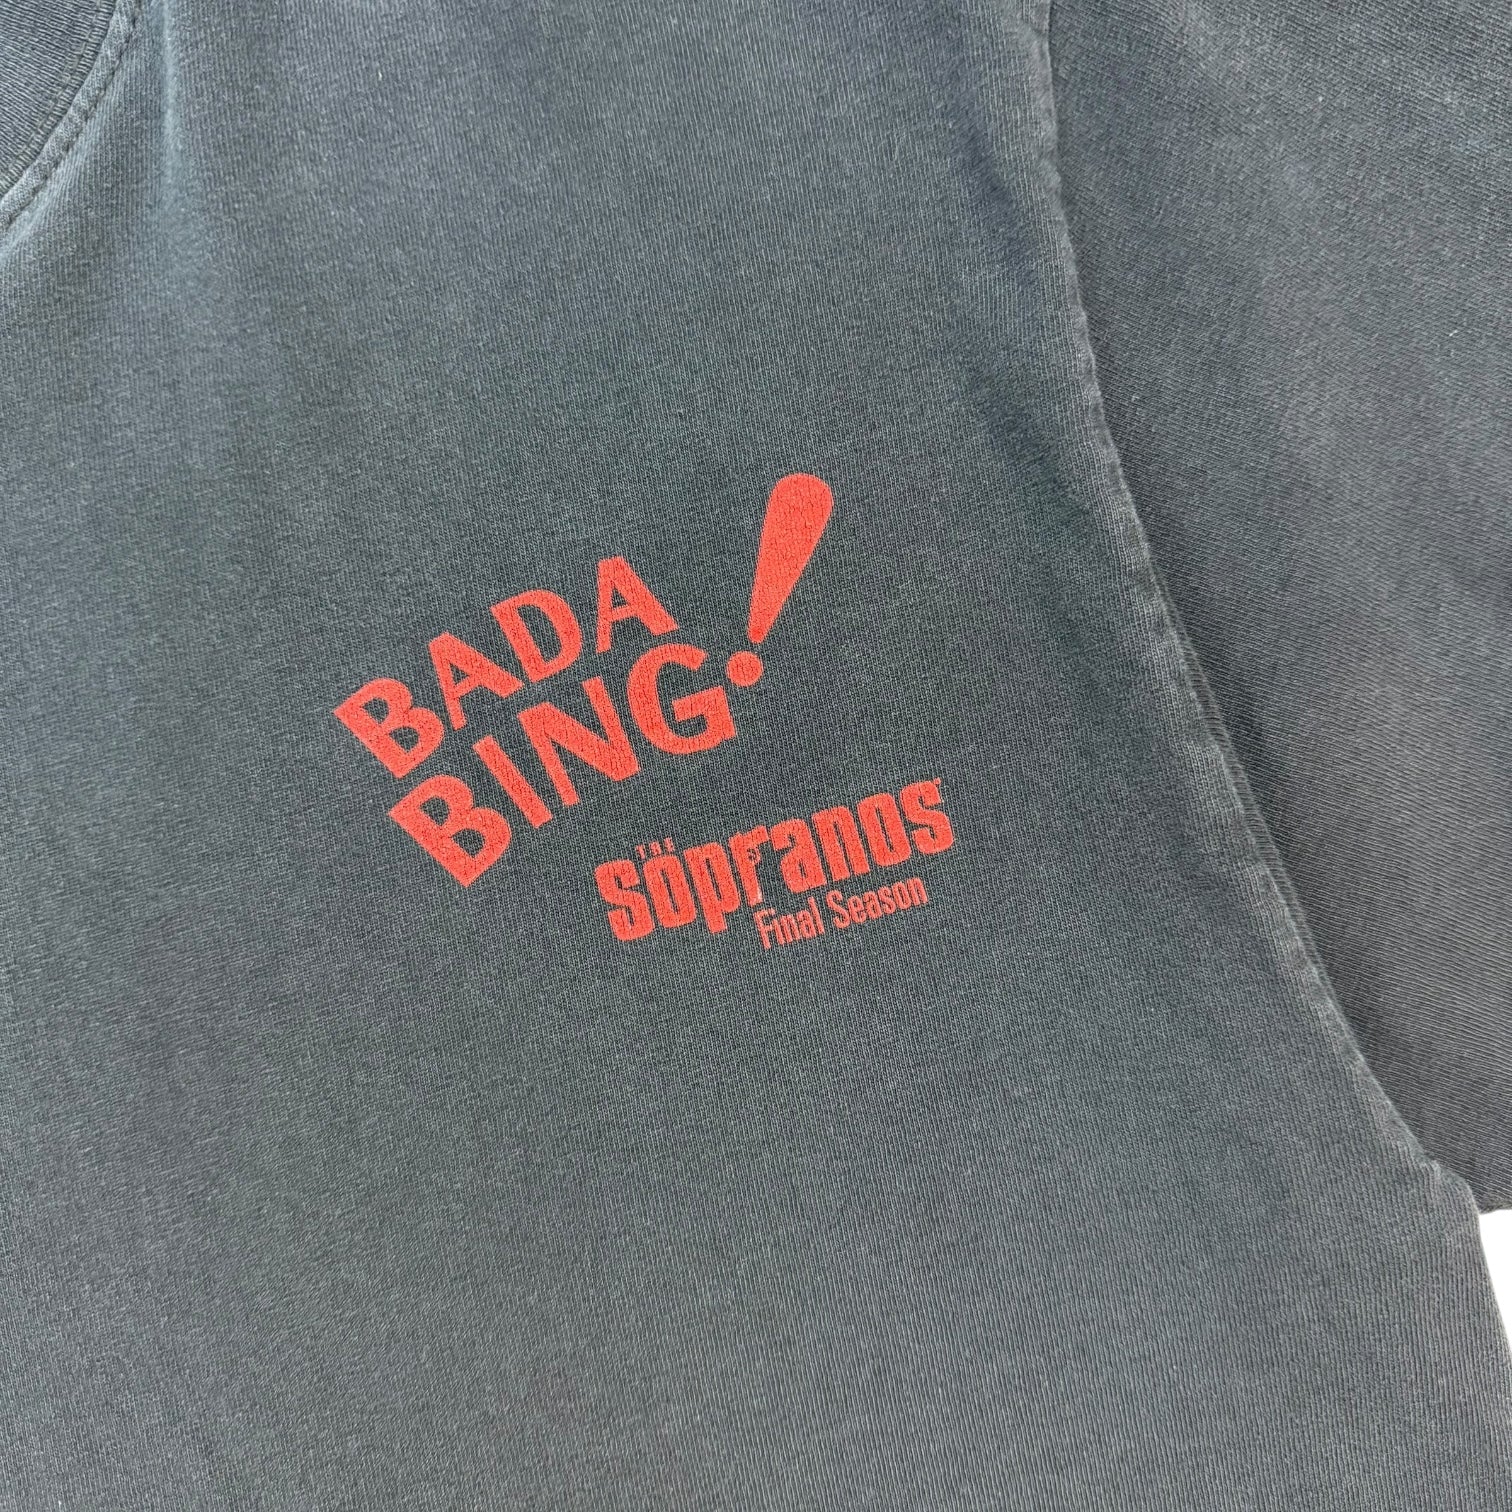 BADA
BING!
THE
SOPRANOS
Final Season